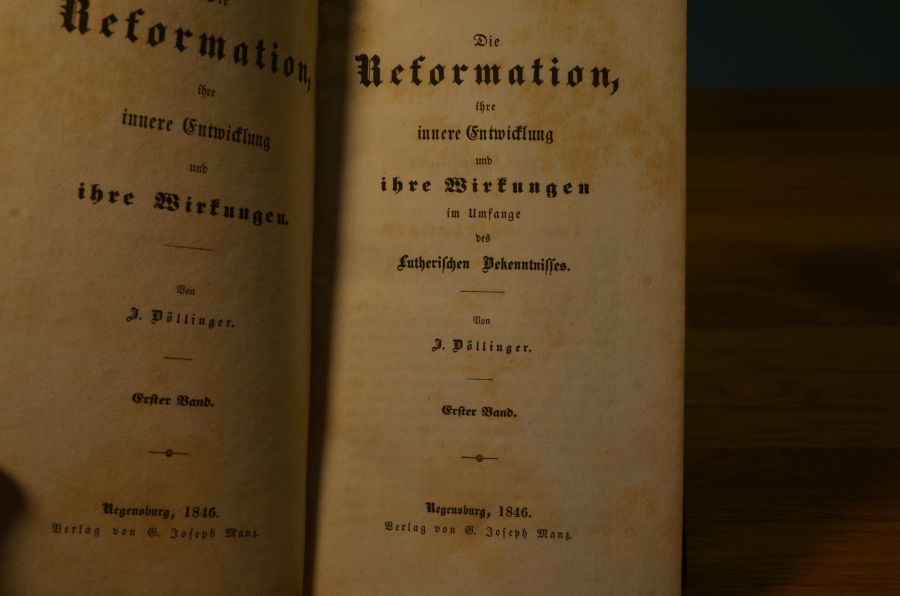 Die
Reformation,
ihre
innere Entwicklung
und
ihre Wirkungen.
Von
J. Döllinger.
Erster Band.
Regensburg, 1846.
Verlag von G. Joseph Manz.
Die
Reformation,
ihre
innere Entwicklung
und
ihre Wirkungen
im Umfange
des
Lutherischen Bekenntnisses.
Von
J. Döllinger.
Erster Band.
Regensburg, 1846.
Verlag von G. Joseph Manz.